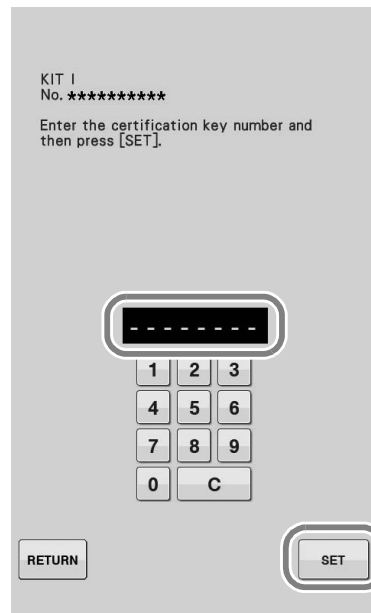 KIT I
No. **********
Enter the certification key number and
then press [SET].
- - - - - - - -
1 2 3
4 5 6
7 8 9
0 C
RETURN SET